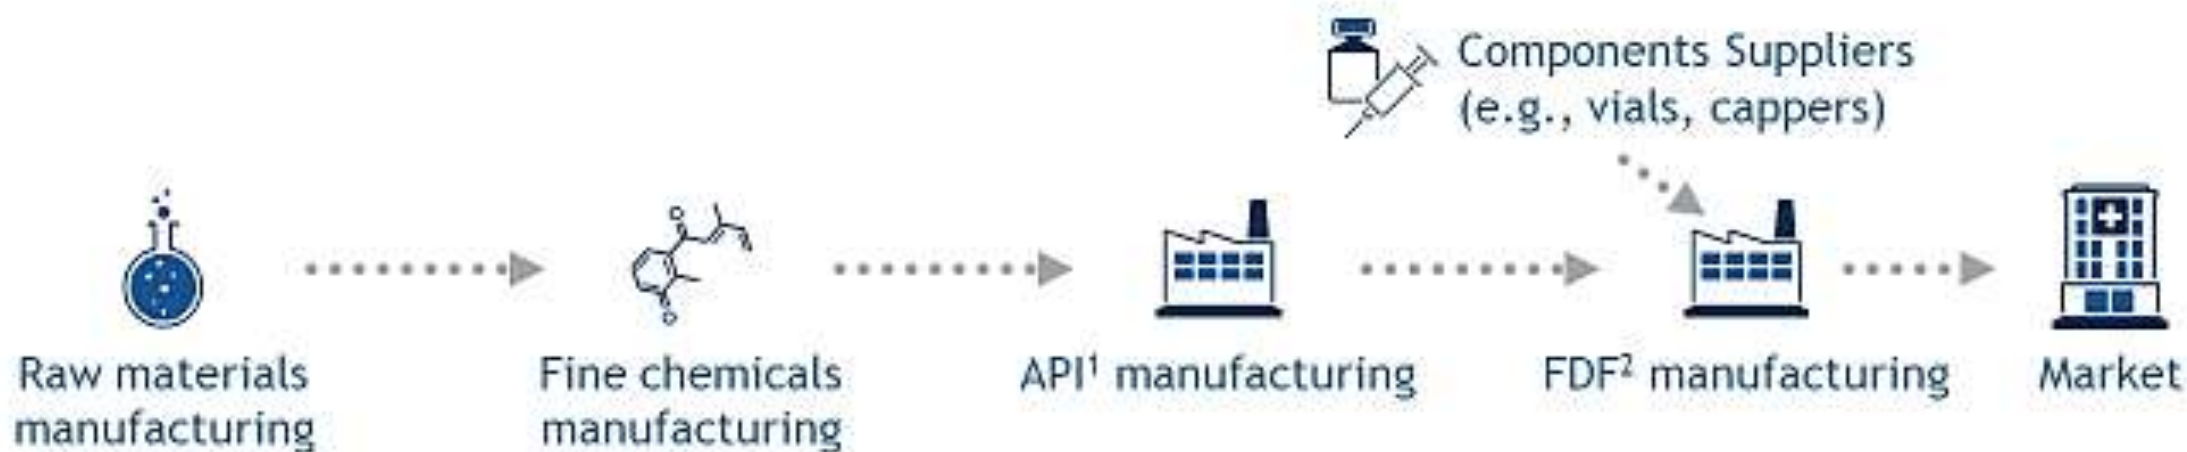 Components Suppliers
(e.g., vials, cappers)
Raw materials
manufacturing
Fine chemicals
manufacturing
API¹ manufacturing
FDF² manufacturing
Market